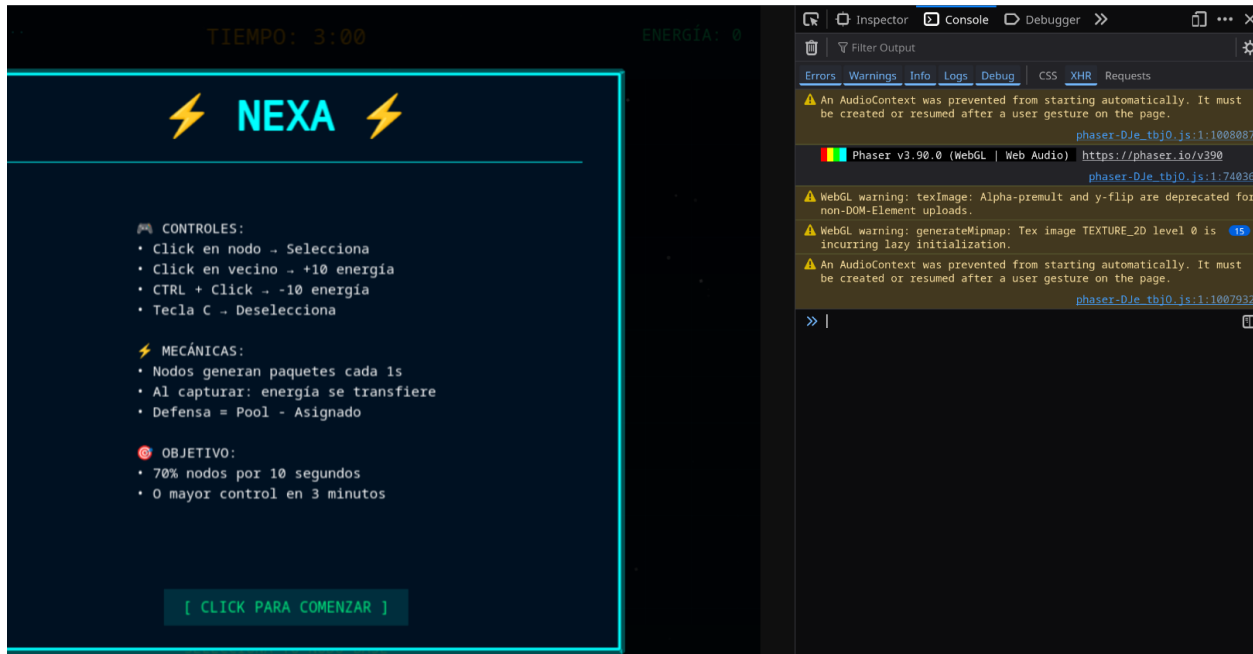 TIEMPO: 3:00
ENERGÍA: 0
⚡ NEXA ⚡
🎮 CONTROLES:
• Click en nodo → Selecciona
• Click en vecino → +10 energía
• CTRL + Click → -10 energía
• Tecla C → Deselecciona
⚡ MECÁNICAS:
• Nodos generan paquetes cada 1s
• Al capturar: energía se transfiere
• Defensa = Pool - Asignado
🎯 OBJETIVO:
• 70% nodos por 10 segundos
• O mayor control en 3 minutos
[ CLICK PARA COMENZAR ]
Inspector
Console
Debugger
Filter Output
Errors Warnings Info Logs Debug CSS XHR Requests
An AudioContext was prevented from starting automatically. It must
be created or resumed after a user gesture on the page.
phaser-DJe_tbjO.js:1:1008087
Phaser v3.90.0 (WebGL | Web Audio) https://phaser.io/v390
phaser-DJe_tbjO.js:1:74036
WebGL warning: texImage: Alpha-premult and y-flip are deprecated for
non-DOM-Element uploads.
WebGL warning: generateMipmap: Tex image TEXTURE_2D level 0 is 15
incurring lazy initialization.
An AudioContext was prevented from starting automatically. It must
be created or resumed after a user gesture on the page.
phaser-DJe_tbjO.js:1:1007932